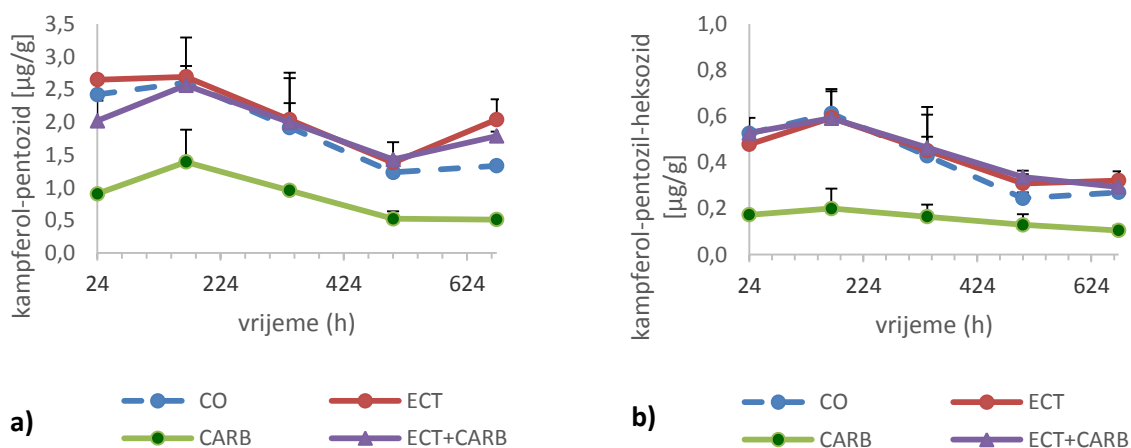 kampferol-pentozid [µg/g]
3,5
3,0
2,5
2,0
1,5
1,0
0,5
0,0
24 224 424 624
vrijeme (h)
a)
CO ECT
CARB ECT+CARB
kampferol-pentozil-heksozid
[µg/g]
1,0
0,8
0,6
0,4
0,2
0,0
24 224 424 624
vrijeme (h)
b)
CO ECT
CARB ECT+CARB